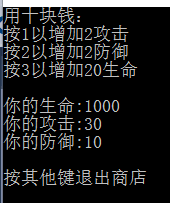 用十块钱:
按1以增加2攻击
按2以增加2防御
按3以增加20生命
你的生命:1000
你的攻击:30
你的防御:10
按其他键退出商店